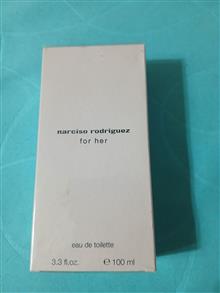 narciso rodriguez
for her
eau de toilette
3.3 fl.oz. ℮ 100 ml